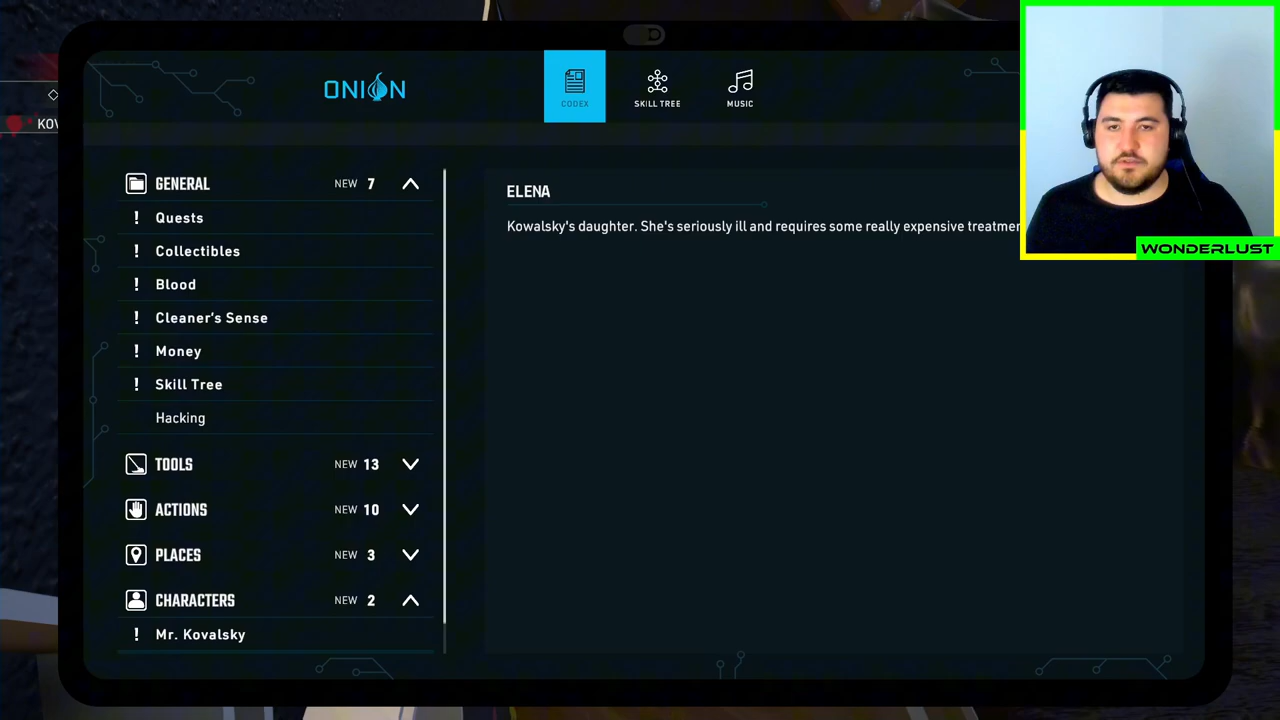 ONION
CODEX
SKILL TREE
MUSIC
KOV
GENERAL NEW 7
! Quests
! Collectibles
! Blood
! Cleaner's Sense
! Money
! Skill Tree
Hacking
TOOLS NEW 13
ACTIONS NEW 10
PLACES NEW 3
CHARACTERS NEW 2
! Mr. Kovalsky
ELENA
Kowalsky's daughter. She's seriously ill and requires some really expensive treatmen
WONDERLUST